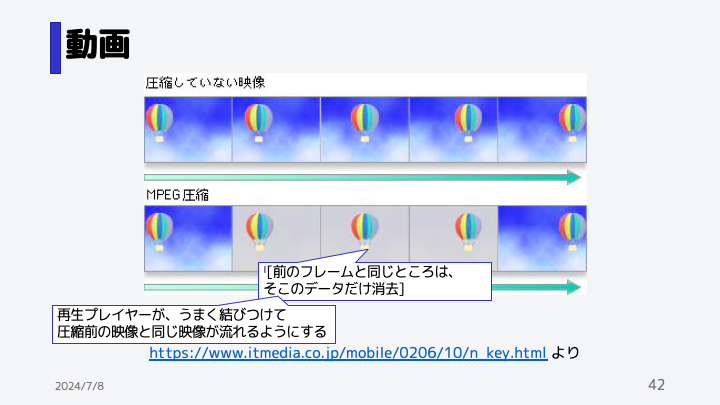 動画
圧縮していない映像
MPEG圧縮
![前のフレームと同じところは、
そこのデータだけ消去]
再生プレイヤーが、うまく結びつけて
圧縮前の映像と同じ映像が流れるようにする
https://www.itmedia.co.jp/mobile/0206/10/n_key.html より
2024/7/8
42